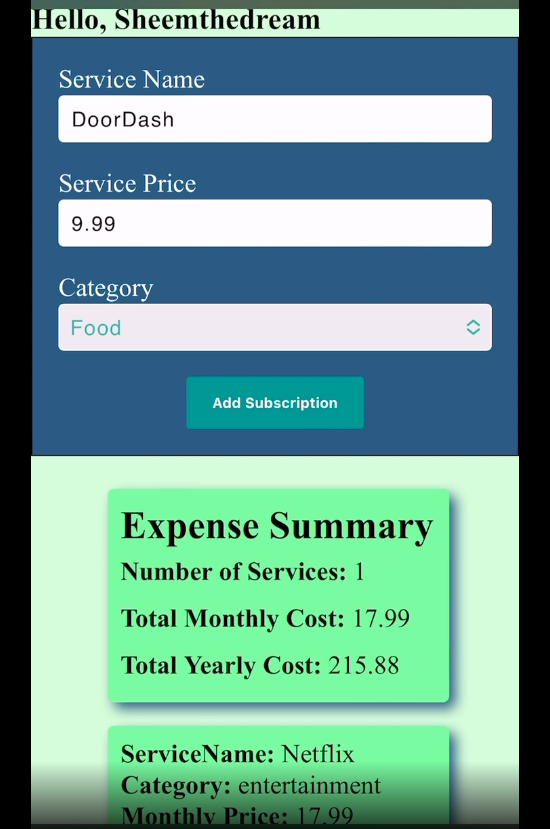 Hello, Sheemthedream
Service Name
DoorDash
Service Price
9.99
Category
Food
Add Subscription
Expense Summary
Number of Services: 1
Total Monthly Cost: 17.99
Total Yearly Cost: 215.88
ServiceName: Netflix
Category: entertainment
Monthly Price: 17.99